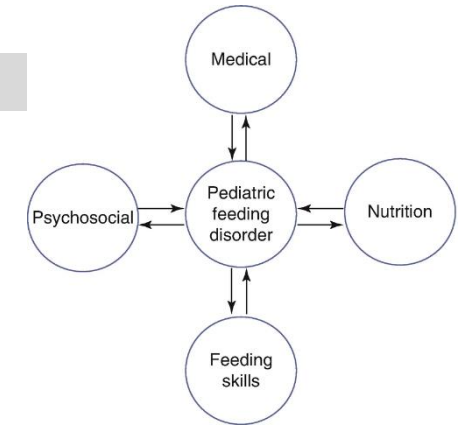 Medical
Psychosocial
Pediatric
feeding
disorder
Nutrition
Feeding
skills